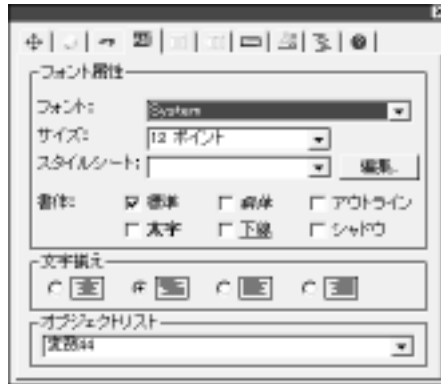 フォント属性
フォント: System
サイズ: 12 ポイント
スタイルシート: 編集...
書体: 標準 斜体 アウトライン
太字 下線 シャドウ
文字揃え
オブジェクトリスト